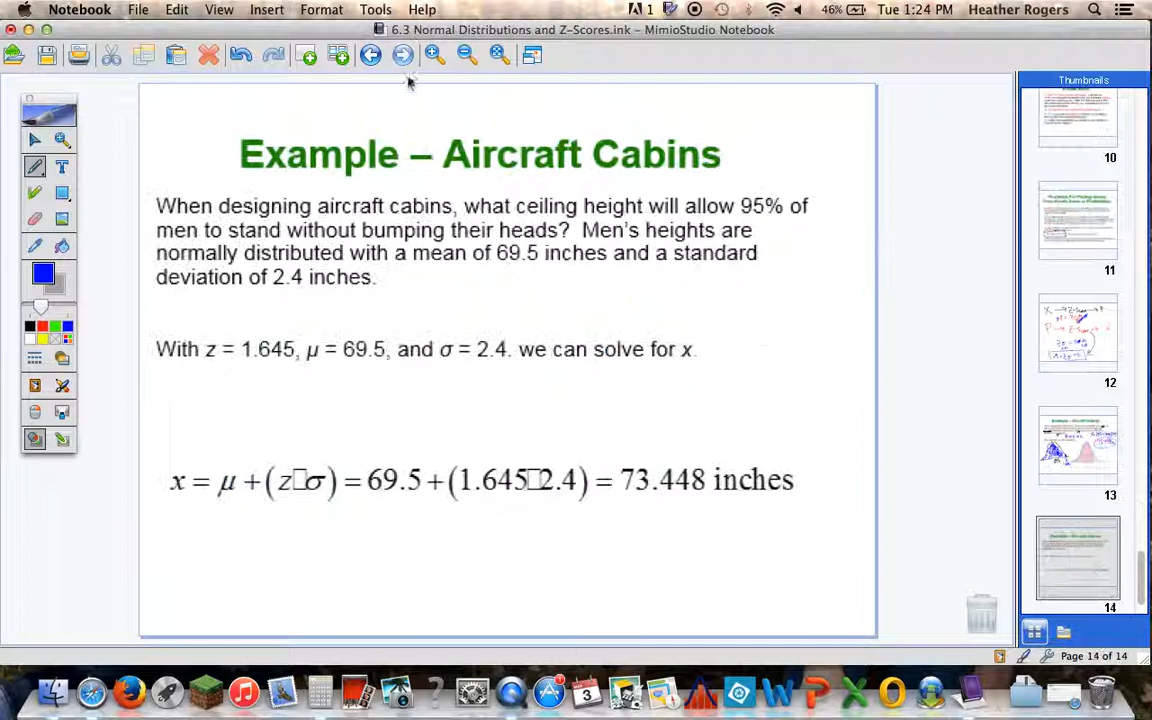 Notebook File Edit View Insert Format Tools Help 1 46% Tue 1:24 PM Heather Rogers
6.3 Normal Distributions and Z-Scores.ink – MimioStudio Notebook
Thumbnails
Example – Aircraft Cabins
When designing aircraft cabins, what ceiling height will allow 95% of
men to stand without bumping their heads? Men's heights are
normally distributed with a mean of 69.5 inches and a standard
deviation of 2.4 inches.
With z = 1.645, μ = 69.5, and σ = 2.4. we can solve for x.
x = μ + (z□σ) = 69.5 + (1.645□2.4) = 73.448 inches
10
11
12
13
14
Page 14 of 14